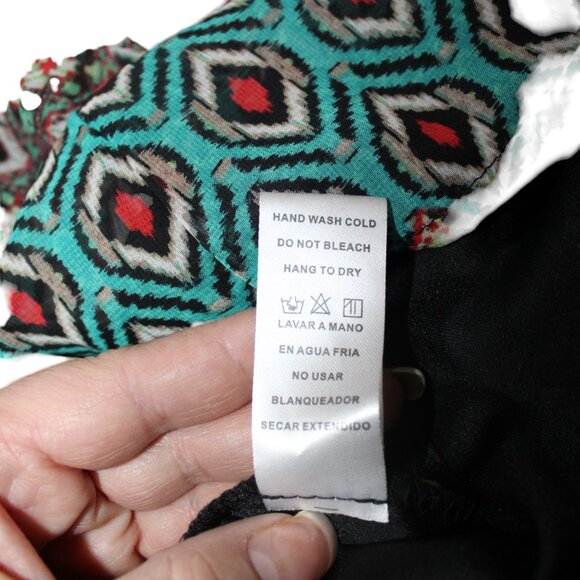 HAND WASH COLD
DO NOT BLEACH
HANG TO DRY
LAVAR A MANO
EN AGUA FRIA
NO USAR
BLANQUEADOR
SECAR EXTENDIDO